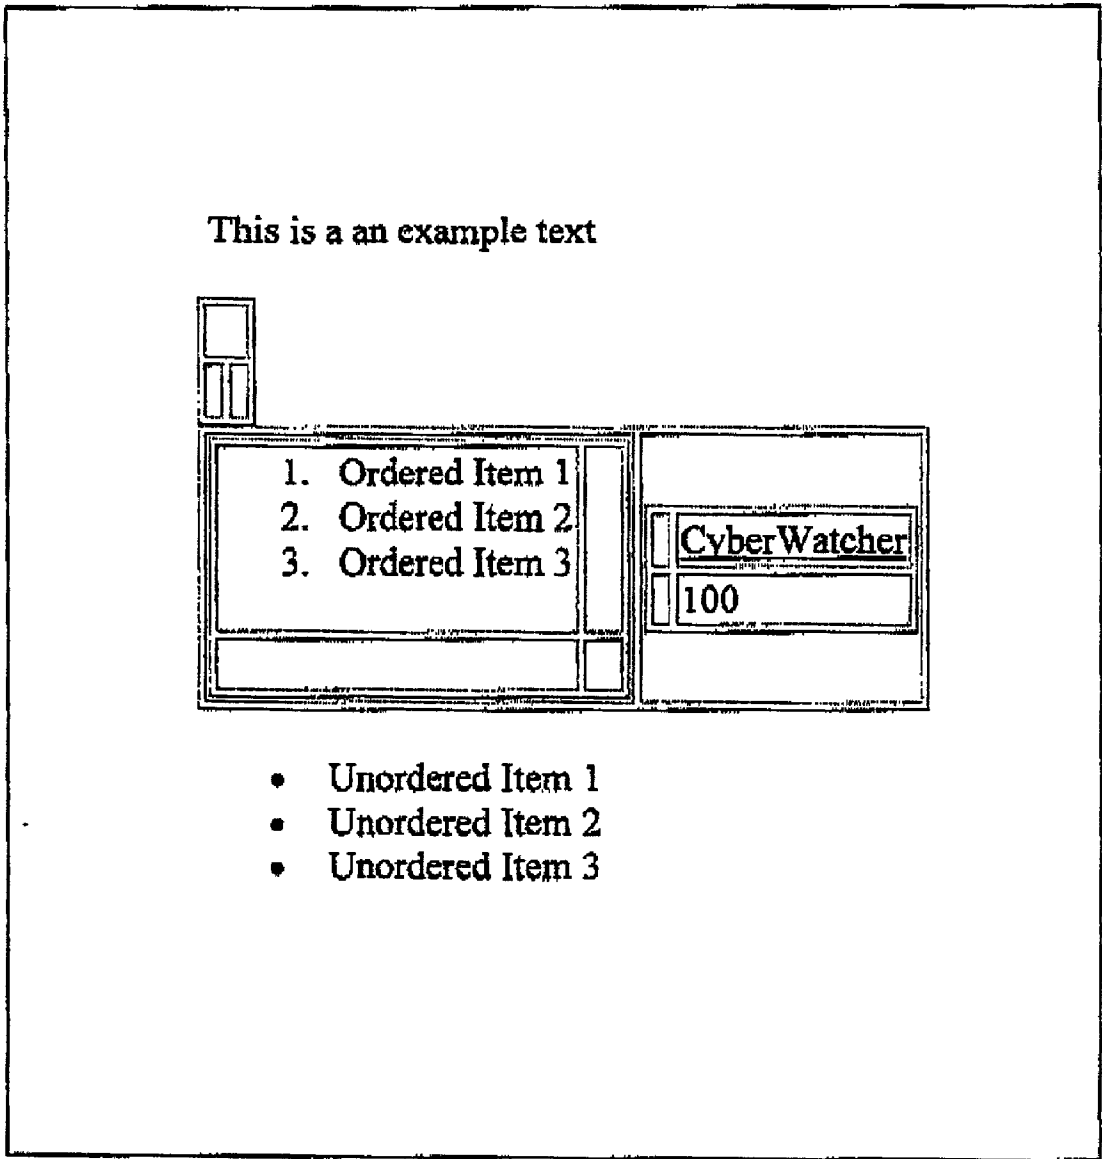 This is a an example text
1. Ordered Item 1
2. Ordered Item 2
3. Ordered Item 3
CyberWatcher
100
• Unordered Item 1
• Unordered Item 2
• Unordered Item 3